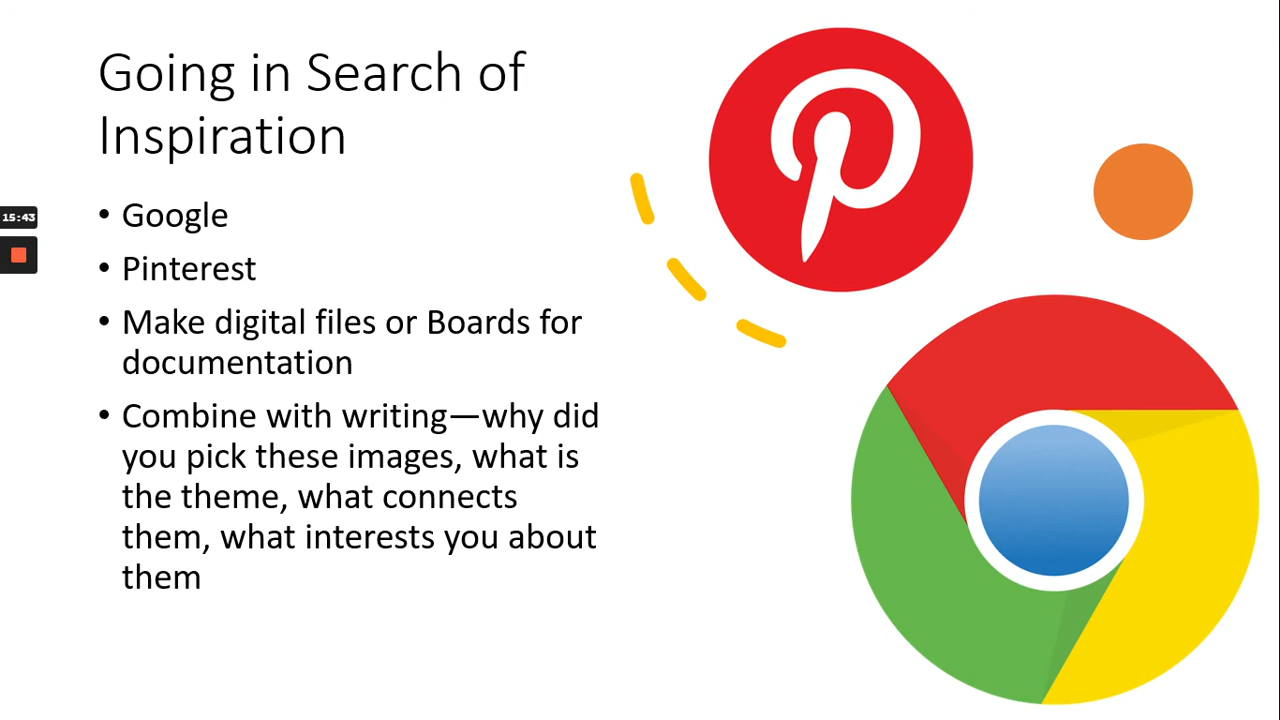 Going in Search of
Inspiration
• Google
• Pinterest
• Make digital files or Boards for
documentation
• Combine with writing—why did
you pick these images, what is
the theme, what connects
them, what interests you about
them
15:43